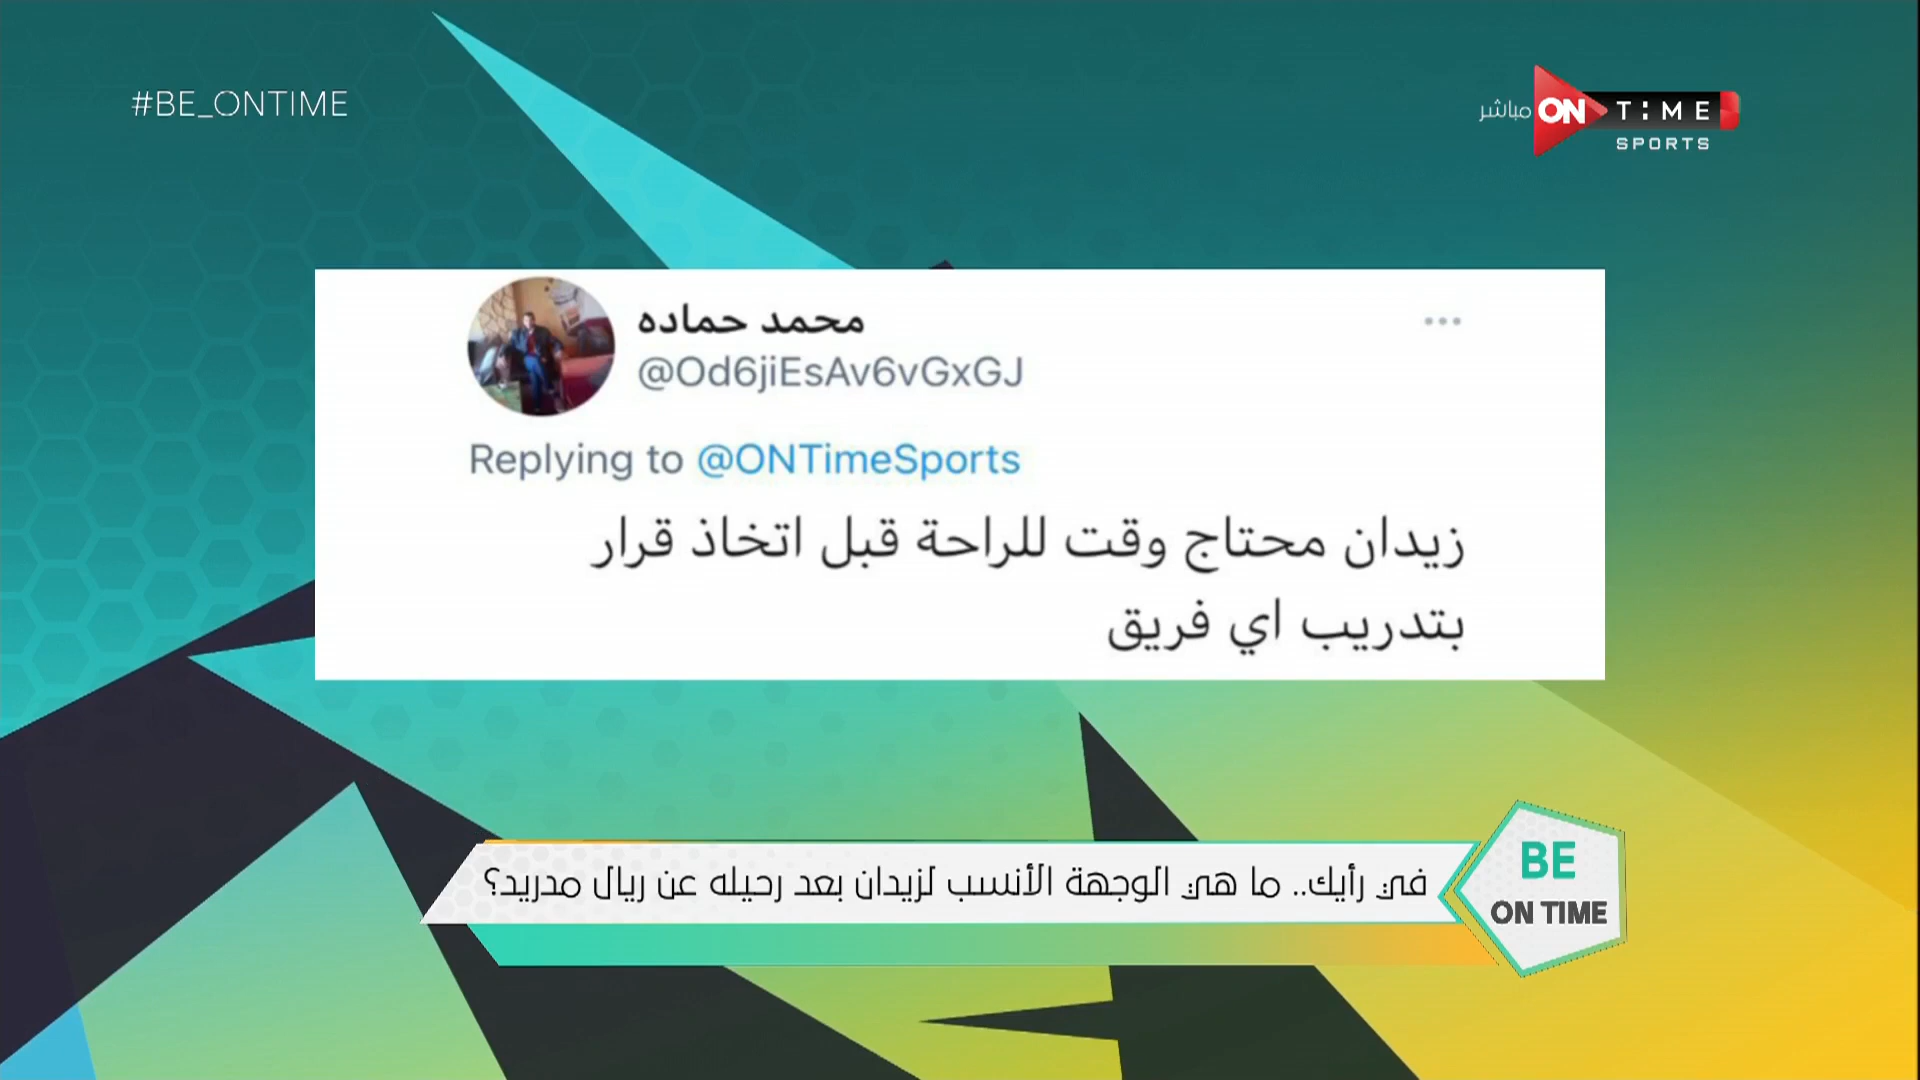 #BE_ONTIME
مباشر ON TIME
SPORTS
محمد حماده
@Od6jiEsAv6vGxGJ
Replying to @ONTimeSports
زيدان محتاج وقت للراحة قبل اتخاذ قرار
بتدريب اي فريق
في رأيك.. ما هي الوجهة الأنسب لزيدان بعد رحيله عن ريال مدريد؟
BE
ON TIME